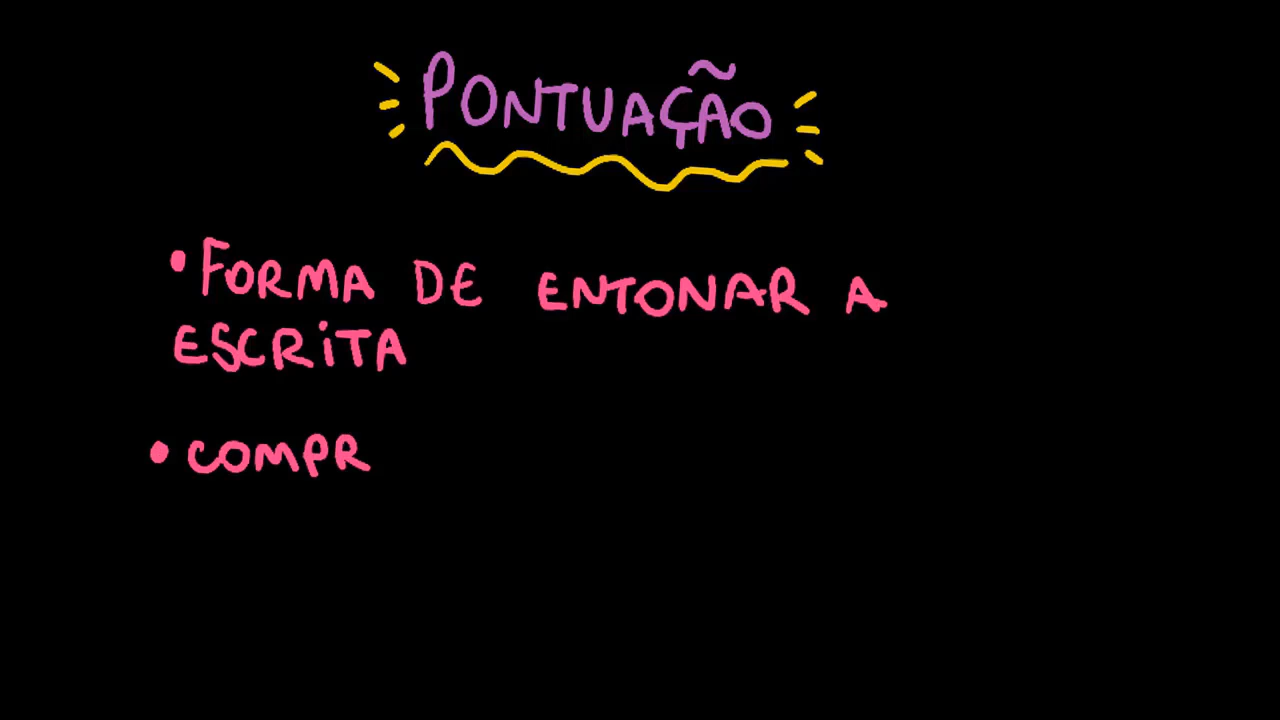 PONTUAÇÃO
• FORMA DE ENTONAR A
ESCRITA
• COMPR